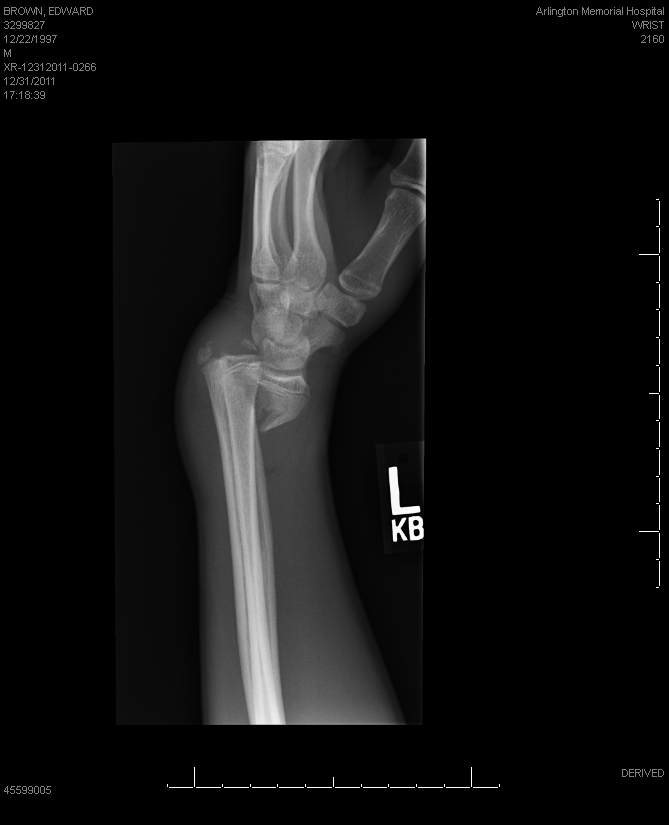 BROWN, EDWARD
3299827
12/22/1997
M
XR-12312011-0266
12/31/2011
17:18:39
Arlington Memorial Hospital
WRIST
2160
L
KB
45599005
DERIVED